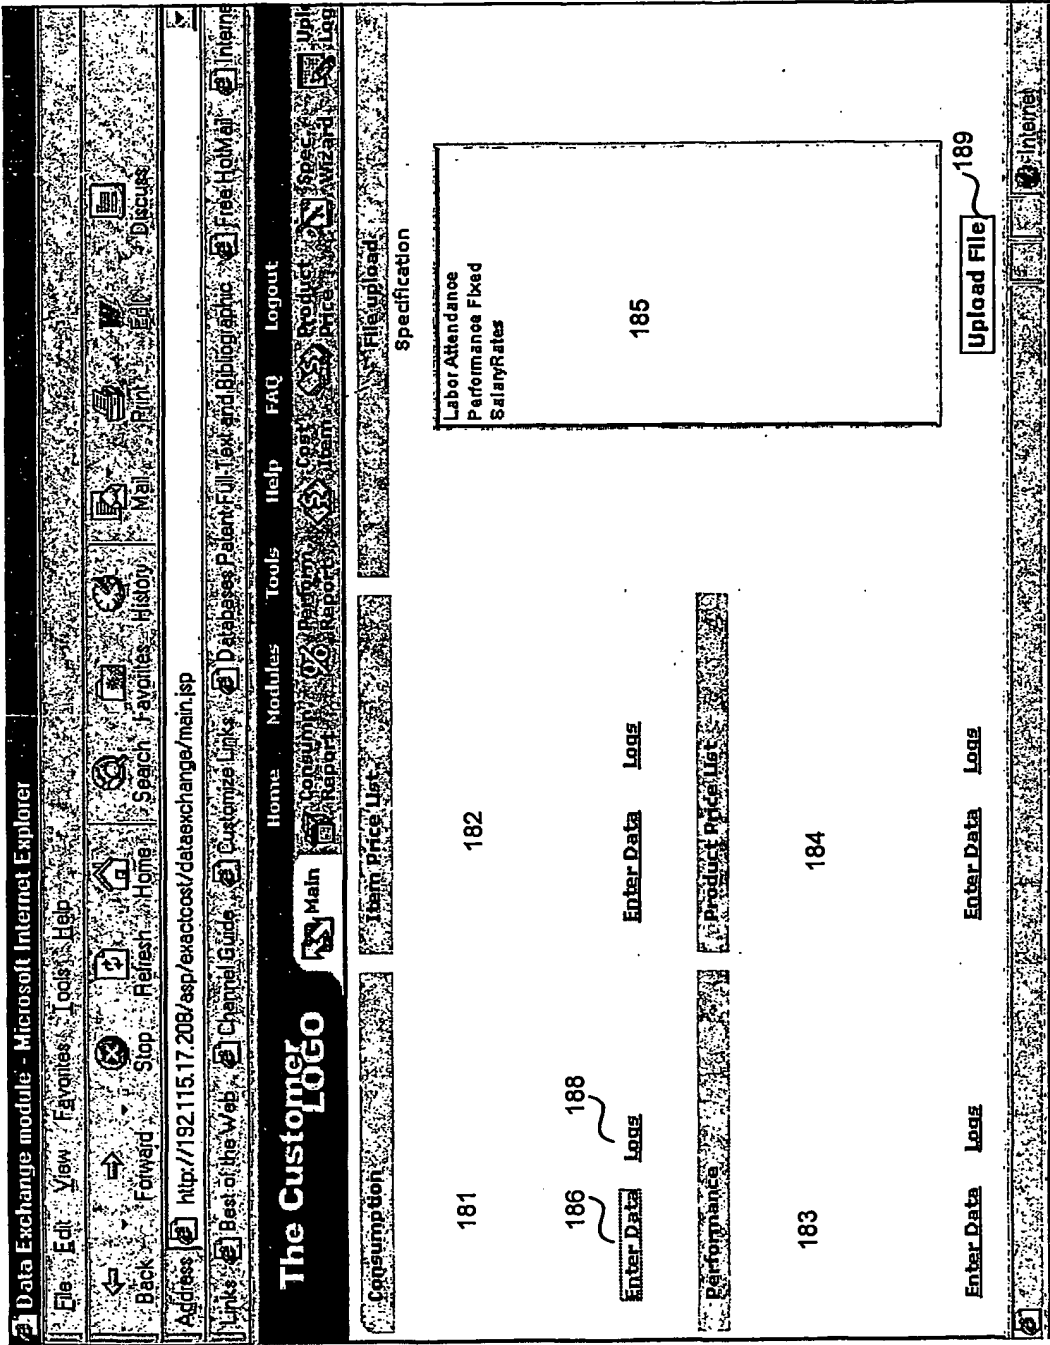 Data Exchange module - Microsoft Internet Explorer
File Edit View Favorites Tools Help
Back Forward Stop Refresh Home Search Favorites History Mail Print Edit Discuss
Address http://192.115.17.208/asp/exactcost/dataexchange/main.jsp
Links Best of the Web Channel Guide Customize Links Databases Patent Full-Text and Bibliographic Free HotMail Interne
The Customer
LOGO
Home Modules Tools Help FAQ Logout
Main
Consump Report
Perform Report
Cost Item
Product Price
Spec. Wizard
Upl
Log
Consumption
181
186
188
Enter Data Logs
Item Price List
182
Enter Data Logs
File upload
Specification
Labor Attendance
Performance Fixed
SalaryRates
185
Performance
183
Enter Data Logs
Product Price List
184
Enter Data Logs
Upload File
189
Internet